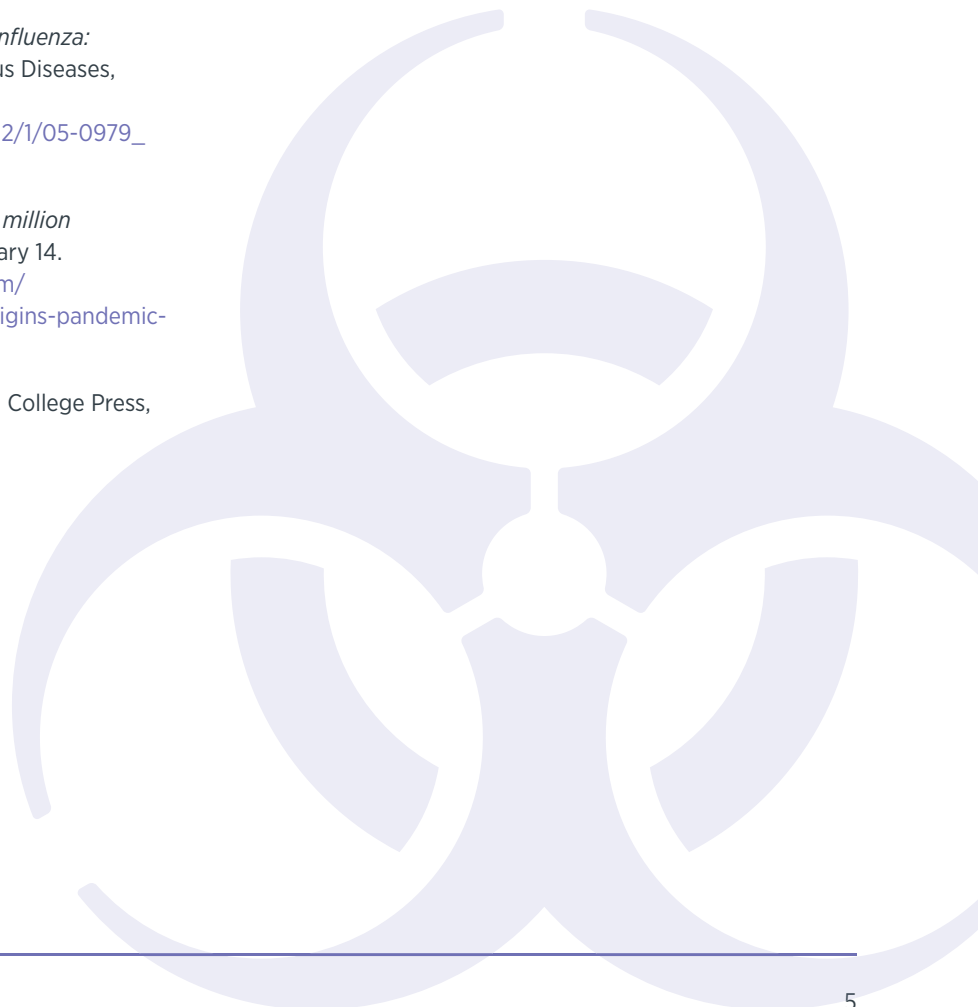 nfluenza:
us Diseases,
2/1/05-0979_
million
ary 14.
m/
igins-pandemic-
College Press,
5